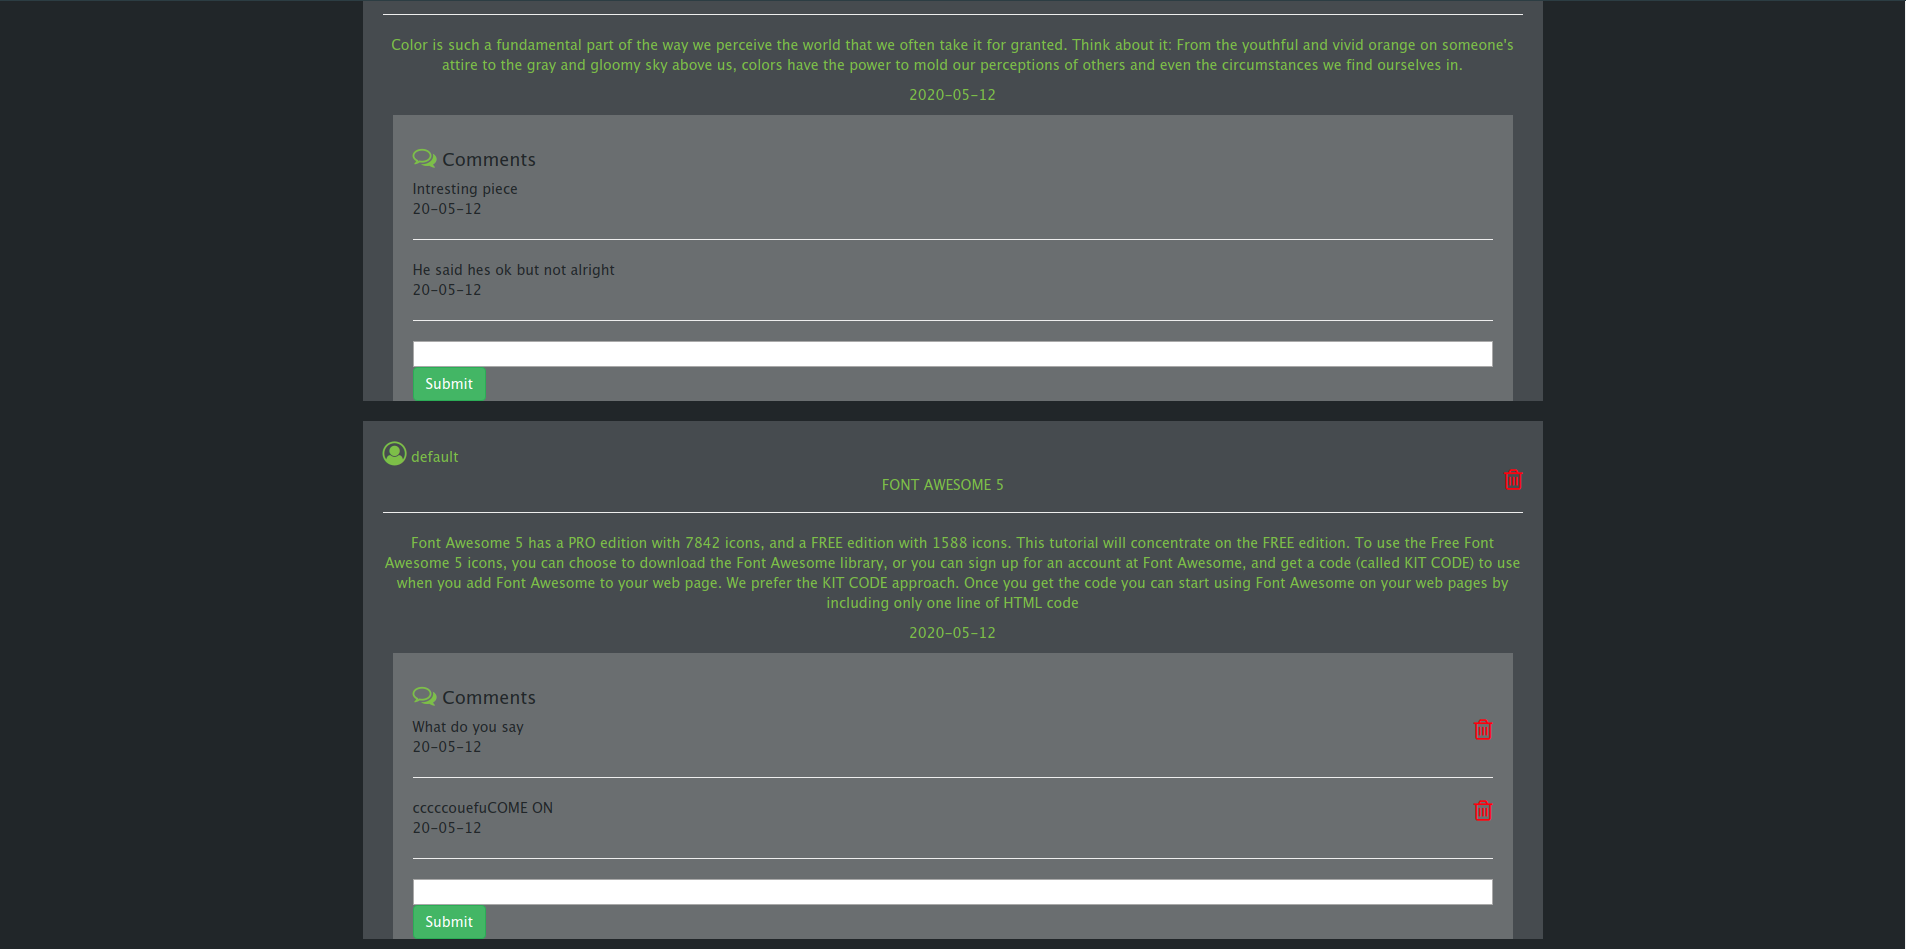 Color is such a fundamental part of the way we perceive the world that we often take it for granted. Think about it: From the youthful and vivid orange on someone's
attire to the gray and gloomy sky above us, colors have the power to mold our perceptions of others and even the circumstances we find ourselves in.
2020-05-12
Comments
Intresting piece
20-05-12
He said hes ok but not alright
20-05-12
Submit
default
FONT AWESOME 5
Font Awesome 5 has a PRO edition with 7842 icons, and a FREE edition with 1588 icons. This tutorial will concentrate on the FREE edition. To use the Free Font
Awesome 5 icons, you can choose to download the Font Awesome library, or you can sign up for an account at Font Awesome, and get a code (called KIT CODE) to use
when you add Font Awesome to your web page. We prefer the KIT CODE approach. Once you get the code you can start using Font Awesome on your web pages by
including only one line of HTML code
2020-05-12
Comments
What do you say
20-05-12
cccccouefuCOME ON
20-05-12
Submit